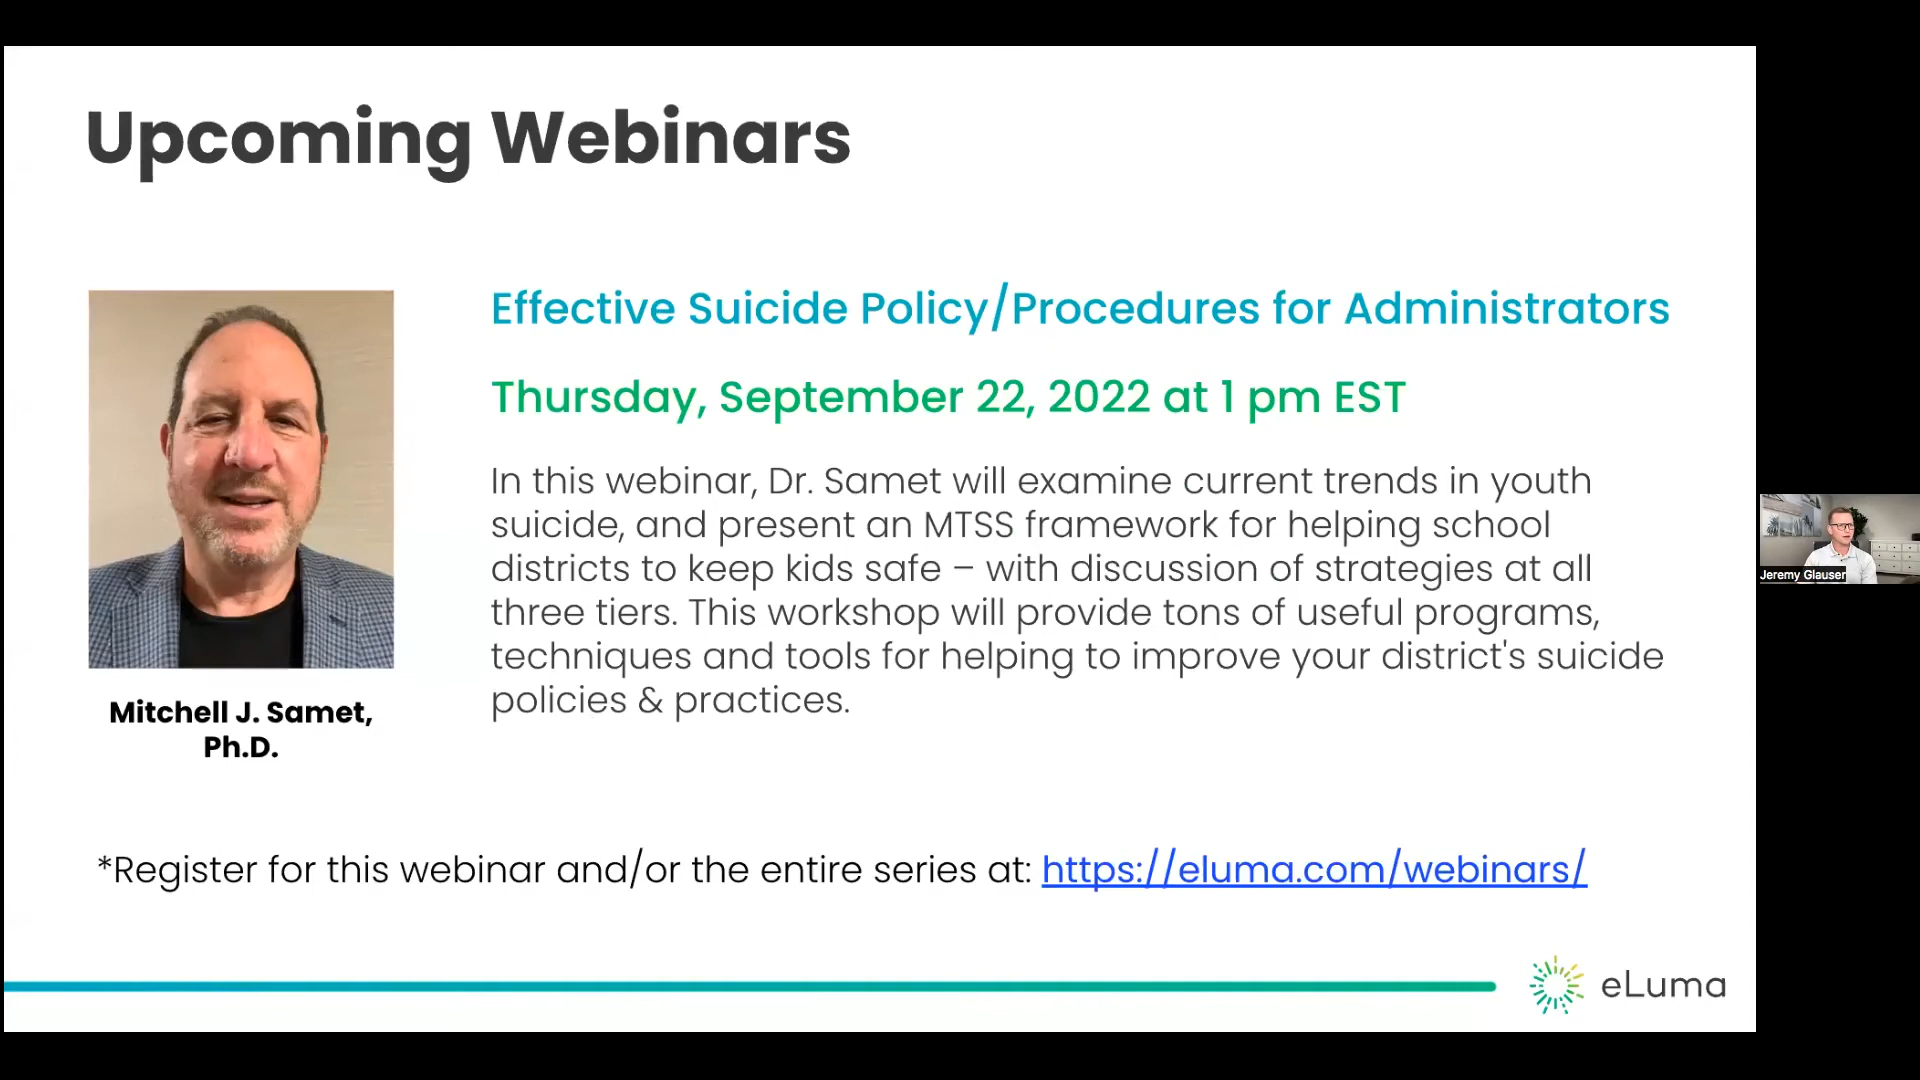 Upcoming Webinars
Effective Suicide Policy/Procedures for Administrators
Thursday, September 22, 2022 at 1 pm EST
In this webinar, Dr. Samet will examine current trends in youth
suicide, and present an MTSS framework for helping school
districts to keep kids safe – with discussion of strategies at all
three tiers. This workshop will provide tons of useful programs,
techniques and tools for helping to improve your district's suicide
policies & practices.
Mitchell J. Samet,
Ph.D.
*Register for this webinar and/or the entire series at: https://eluma.com/webinars/
eLuma
Jeremy Glauser